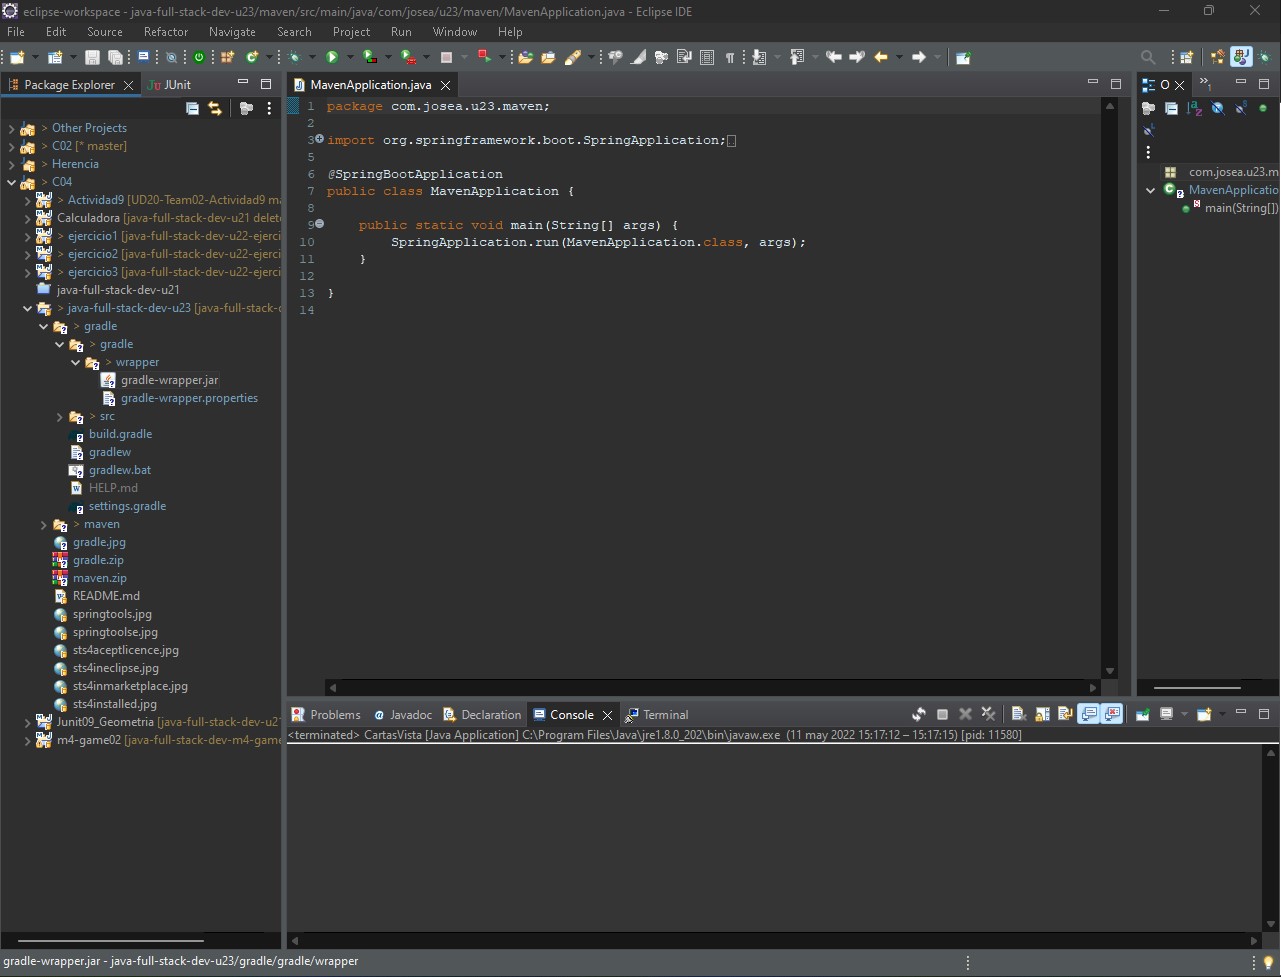 eclipse-workspace - java-full-stack-dev-u23/maven/src/main/java/com/josea/u23/maven/MavenApplication.java - Eclipse IDE
File Edit Source Refactor Navigate Search Project Run Window Help
Package Explorer
JUnit
> Other Projects
> C02 [* master]
> Herencia
> C04
> Actividad9 [UD20-Team02-Actividad9 ma
Calculadora [java-full-stack-dev-u21 delet
> ejercicio1 [java-full-stack-dev-u22-ejerci
> ejercicio2 [java-full-stack-dev-u22-ejerci
> ejercicio3 [java-full-stack-dev-u22-ejerci
java-full-stack-dev-u21
> java-full-stack-dev-u23 [java-full-stack-d
> gradle
> gradle
> wrapper
gradle-wrapper.jar
gradle-wrapper.properties
> src
build.gradle
gradlew
gradlew.bat
HELP.md
settings.gradle
> maven
gradle.jpg
gradle.zip
maven.zip
README.md
springtools.jpg
springtoolse.jpg
sts4aceptlicence.jpg
sts4ineclipse.jpg
sts4inmarketplace.jpg
sts4installed.jpg
Junit09_Geometria [java-full-stack-dev-u2
m4-game02 [java-full-stack-dev-m4-game
MavenApplication.java
1 package com.josea.u23.maven;
2
3 import org.springframework.boot.SpringApplication;
5
6 @SpringBootApplication
7 public class MavenApplication {
8
9 public static void main(String[] args) {
10 SpringApplication.run(MavenApplication.class, args);
11 }
12
13 }
14
O
com.josea.u23.m
MavenApplicatio
main(String[])
Problems Javadoc Declaration Console Terminal
<terminated> CartasVista [Java Application] C:\Program Files\Java\jre1.8.0_202\bin\javaw.exe (11 may 2022 15:17:12 – 15:17:15) [pid: 11580]
gradle-wrapper.jar - java-full-stack-dev-u23/gradle/gradle/wrapper